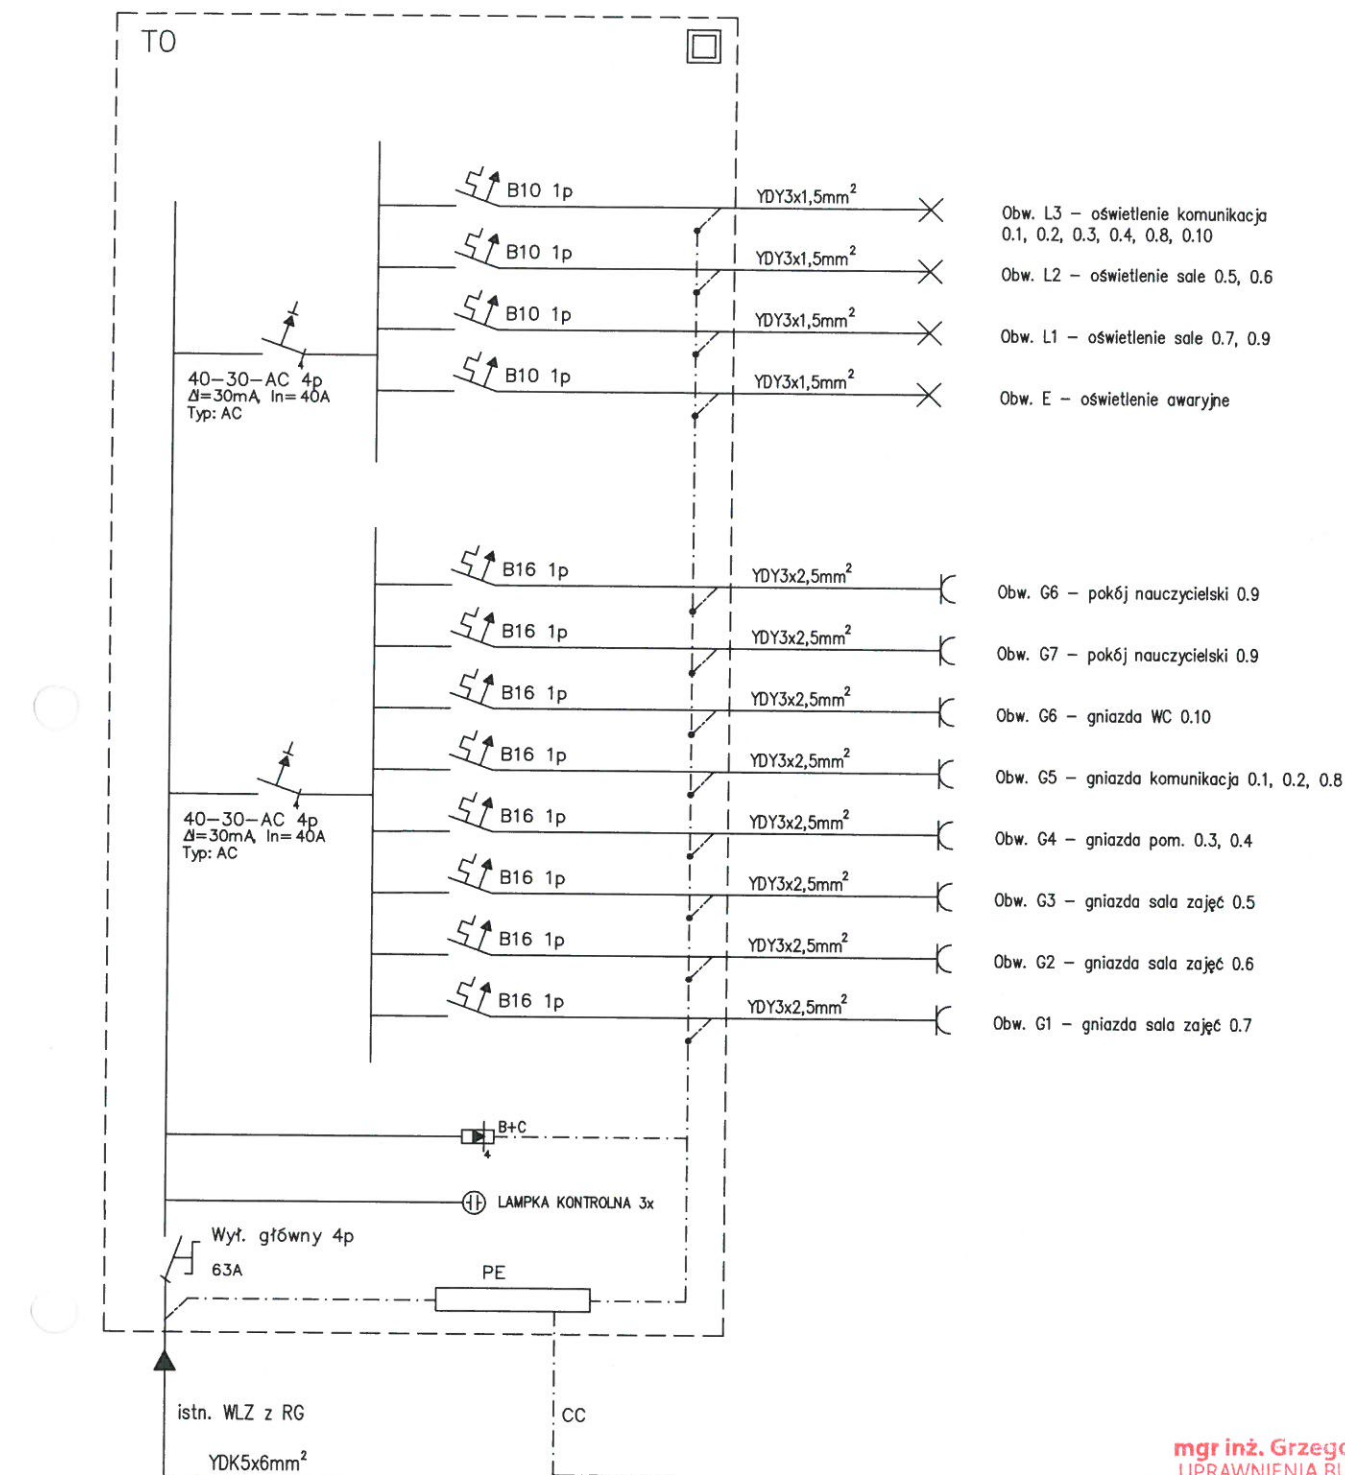 TO
B10 1p
YDY3x1,5mm²
Obw. L3 – oświetlenie komunikacja
0.1, 0.2, 0.3, 0.4, 0.8, 0.10
B10 1p
YDY3x1,5mm²
Obw. L2 – oświetlenie sale 0.5, 0.6
B10 1p
YDY3x1,5mm²
Obw. L1 – oświetlenie sale 0.7, 0.9
B10 1p
YDY3x1,5mm²
Obw. E – oświetlenie awaryjne
4
40–30–AC 4p
ΔI=30mA, In=40A
Typ: AC
B16 1p
YDY3x2,5mm²
Obw. G6 – pokój nauczycielski 0.9
B16 1p
YDY3x2,5mm²
Obw. G7 – pokój nauczycielski 0.9
B16 1p
YDY3x2,5mm²
Obw. G6 – gniazda WC 0.10
B16 1p
YDY3x2,5mm²
Obw. G5 – gniazda komunikacja 0.1, 0.2, 0.8
4
40–30–AC 4p
ΔI=30mA, In=40A
Typ: AC
B16 1p
YDY3x2,5mm²
Obw. G4 – gniazda pom. 0.3, 0.4
B16 1p
YDY3x2,5mm²
Obw. G3 – gniazda sala zajęć 0.5
B16 1p
YDY3x2,5mm²
Obw. G2 – gniazda sala zajęć 0.6
B16 1p
YDY3x2,5mm²
Obw. G1 – gniazda sala zajęć 0.7
B+C
4
LAMPKA KONTROLNA 3x
Wył. główny 4p
63A
PE
istn. WLZ z RG
CC
YDK5x6mm²
mgr inż. Grzego
UPRAWNIENIA BU